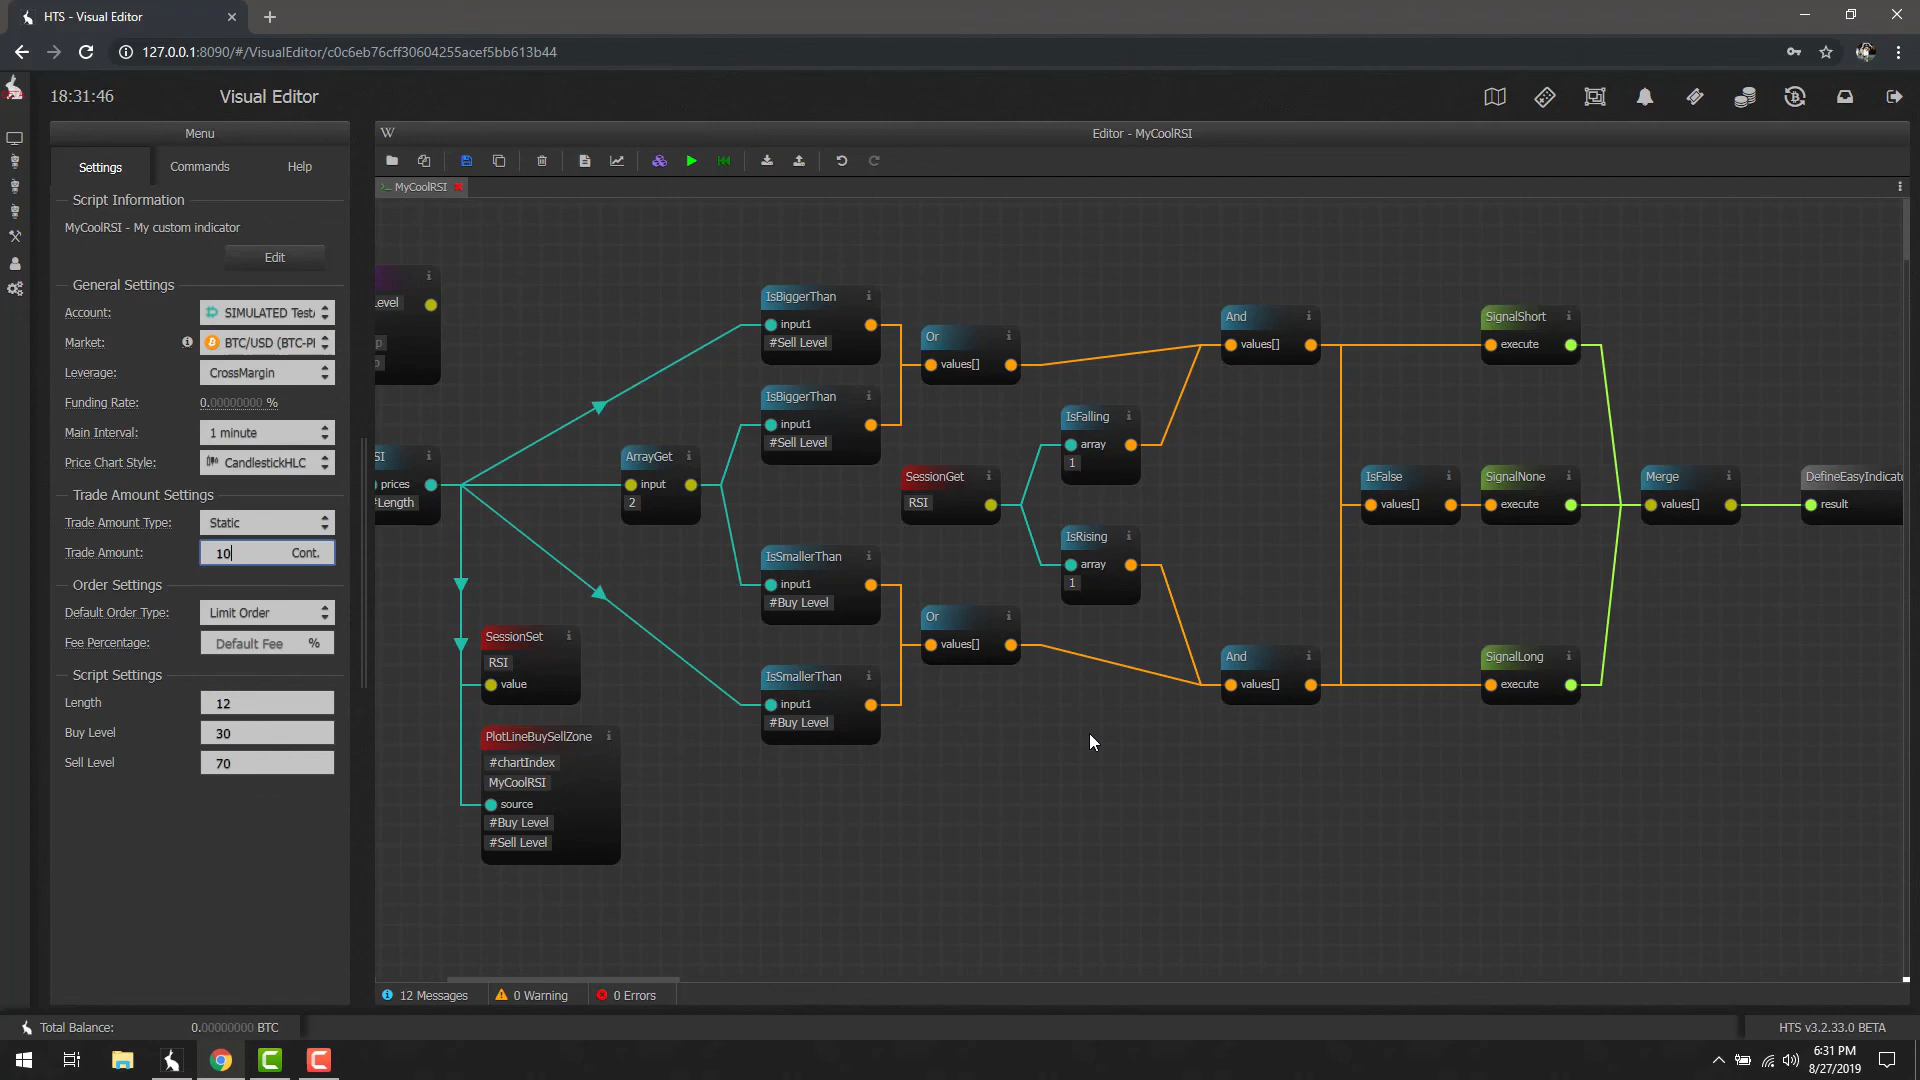 HTS - Visual Editor
127.0.0.1:8090/#/VisualEditor/c0c6eb76cff30604255acef5bb613b44
18:31:46
Visual Editor
Menu
Settings
Commands
Help
Script Information
MyCoolRSI - My custom indicator
Edit
General Settings
Account: SIMULATED Test
Market: BTC/USD (BTC-P
Leverage: CrossMargin
Funding Rate: 0.00000000 %
Main Interval: 1 minute
Price Chart Style: CandlestickHLC
Trade Amount Settings
Trade Amount Type: Static
Trade Amount: 10 Cont.
Order Settings
Default Order Type: Limit Order
Fee Percentage: Default Fee %
Script Settings
Length 12
Buy Level 30
Sell Level 70
W
Editor - MyCoolRSI
MyCoolRSI
evel
p
SI
prices
#Length
SessionSet
RSI
value
PlotLineBuySellZone
#chartIndex
MyCoolRSI
source
#Buy Level
#Sell Level
ArrayGet
input
2
IsBiggerThan
input1
#Sell Level
IsBiggerThan
input1
#Sell Level
IsSmallerThan
input1
#Buy Level
IsSmallerThan
input1
#Buy Level
Or
values[]
SessionGet
RSI
Or
values[]
IsFalling
array
1
IsRising
array
1
And
values[]
And
values[]
IsFalse
values[]
SignalShort
execute
SignalNone
execute
SignalLong
execute
Merge
values[]
DefineEasyIndicato
result
12 Messages
0 Warning
0 Errors
Total Balance: 0.00000000 BTC
HTS v3.2.33.0 BETA
6:31 PM
8/27/2019